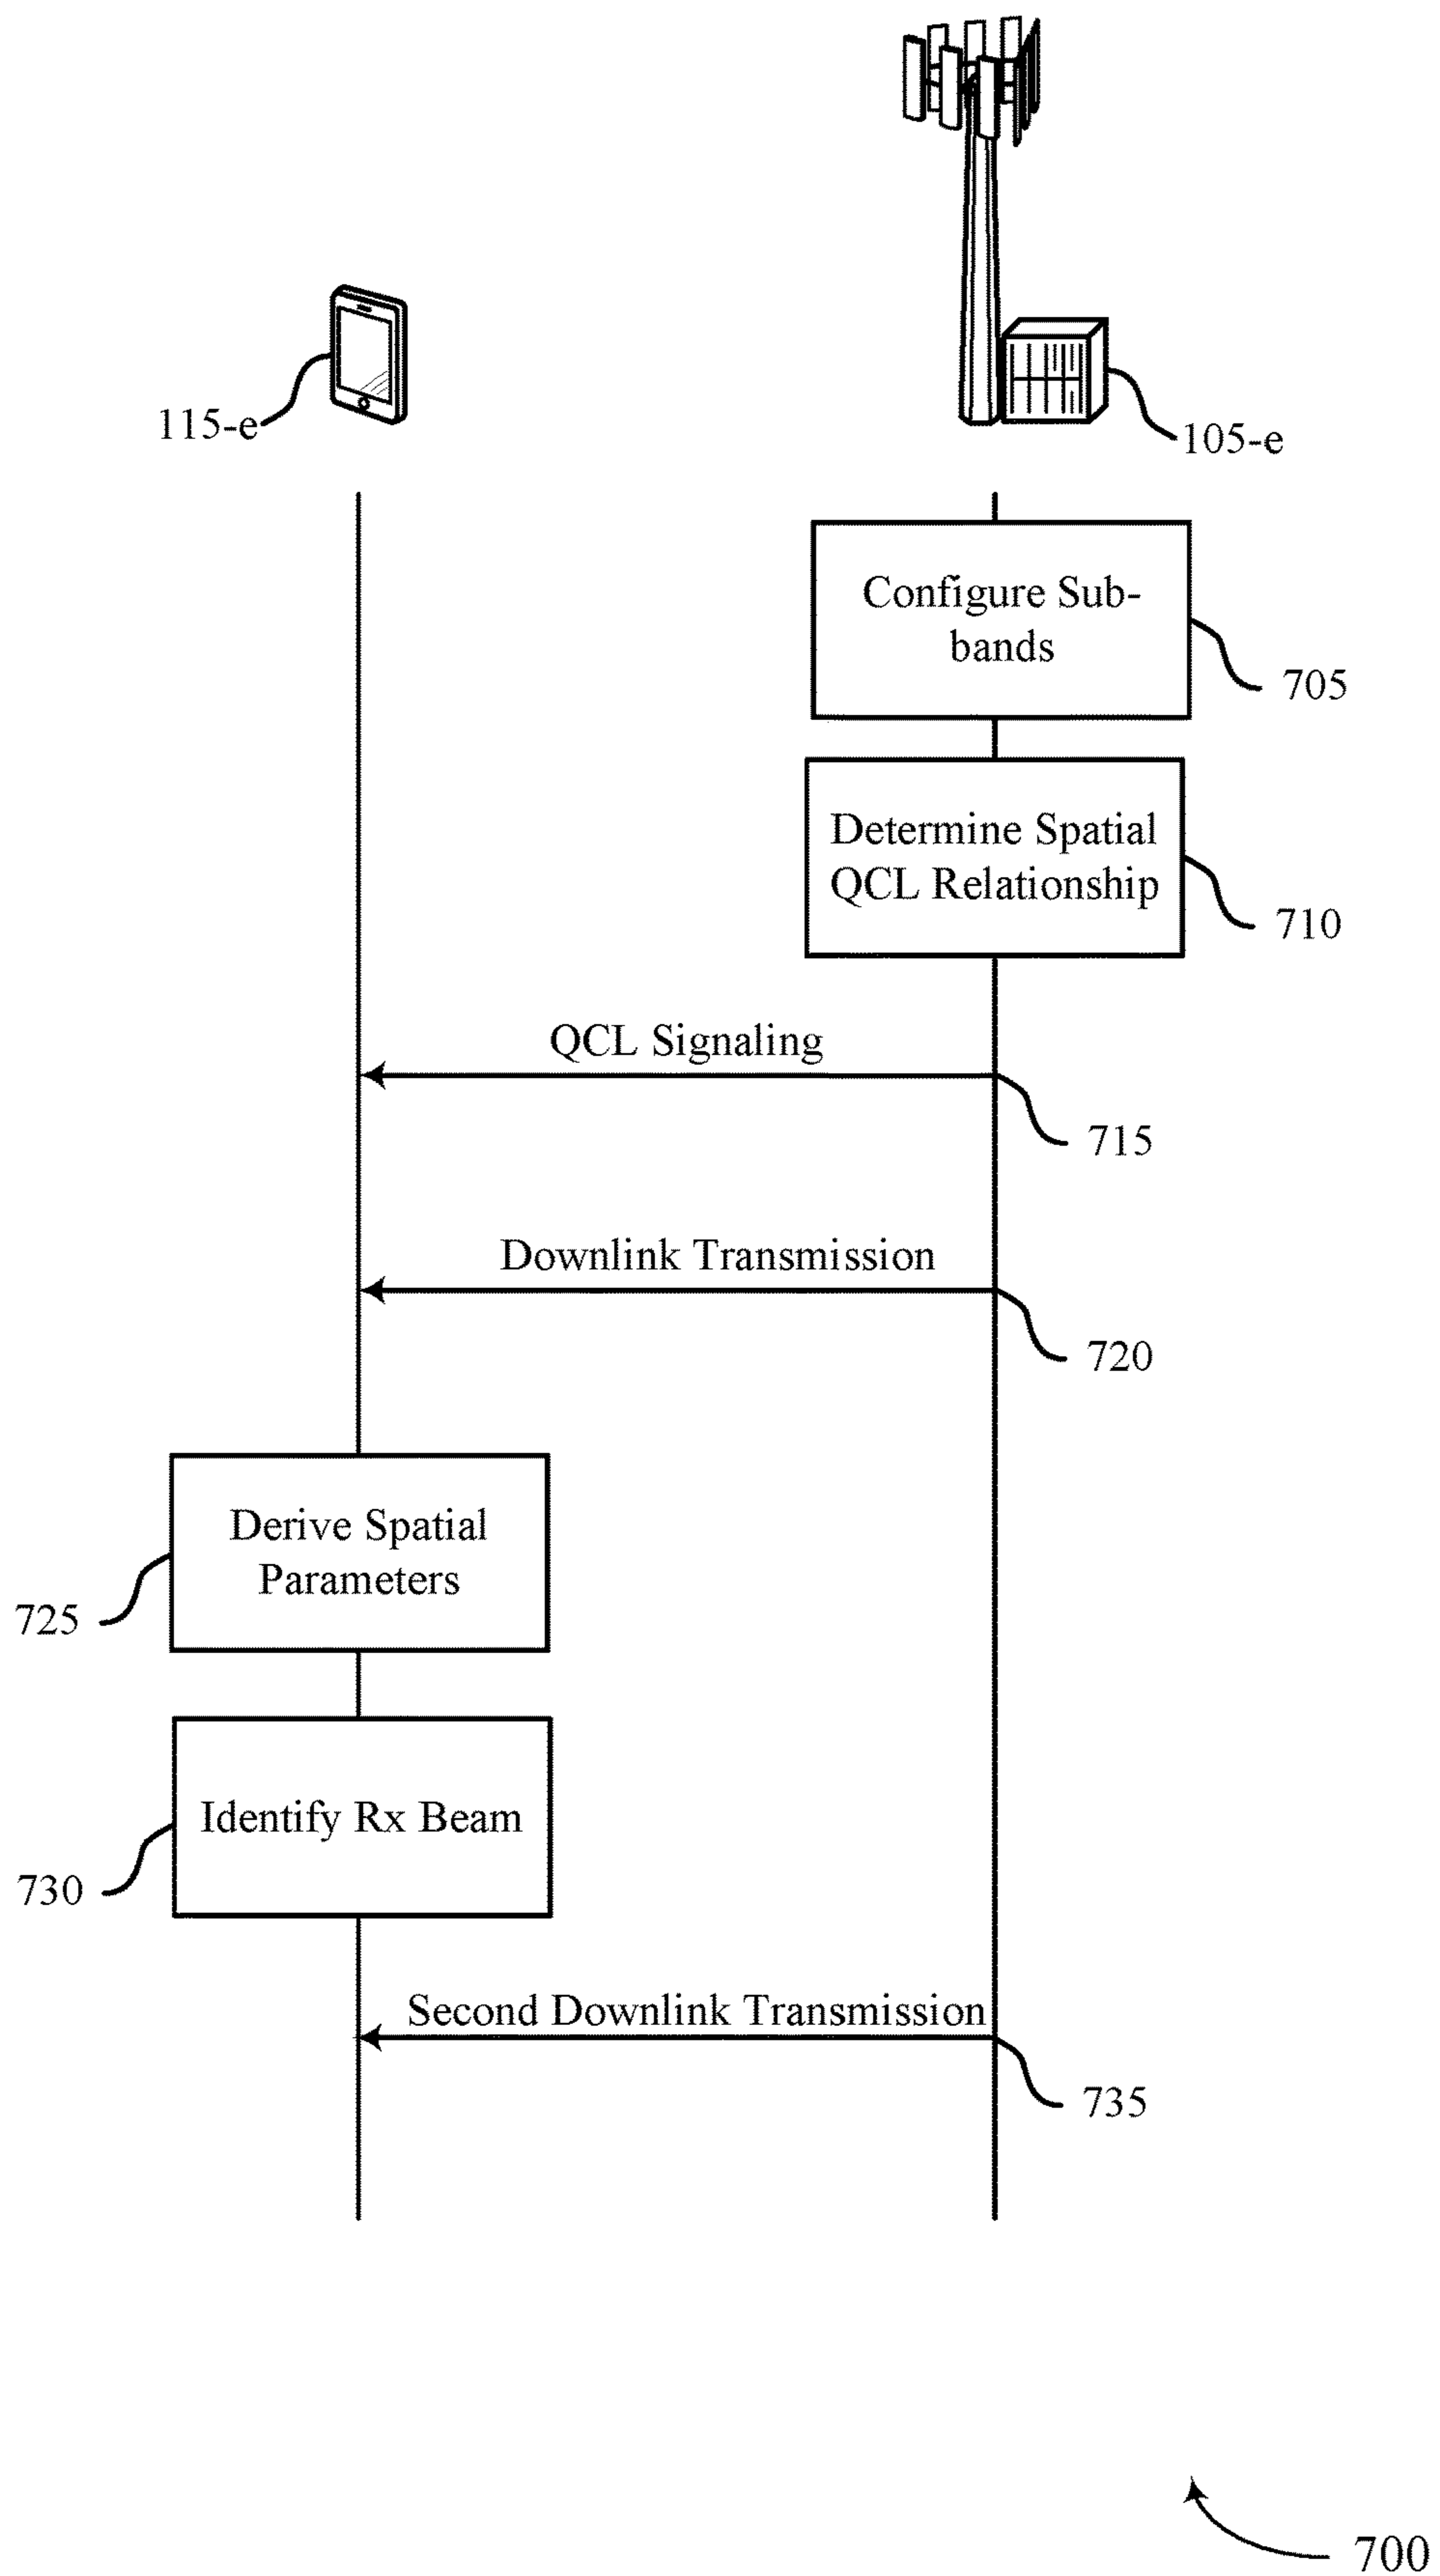 115-e
105-e
Configure Sub-
bands
705
Determine Spatial
QCL Relationship
710
QCL Signaling
715
Downlink Transmission
720
Derive Spatial
Parameters
725
Identify Rx Beam
730
Second Downlink Transmission
735
700